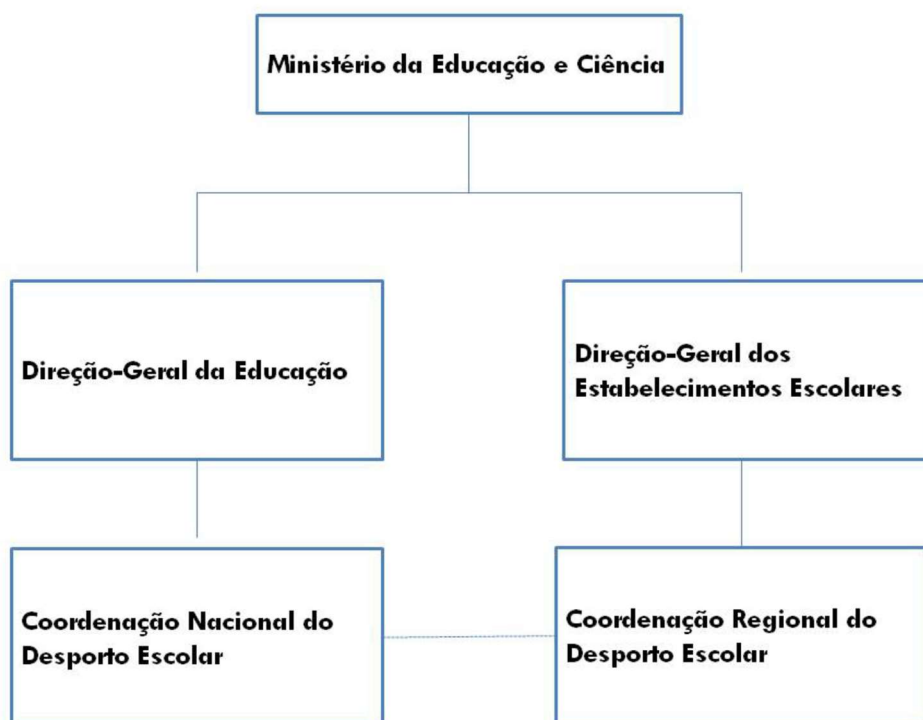 Ministério da Educação e Ciência
Direção-Geral da Educação
Direção-Geral dos
Estabelecimentos Escolares
Coordenação Nacional do
Desporto Escolar
Coordenação Regional do
Desporto Escolar